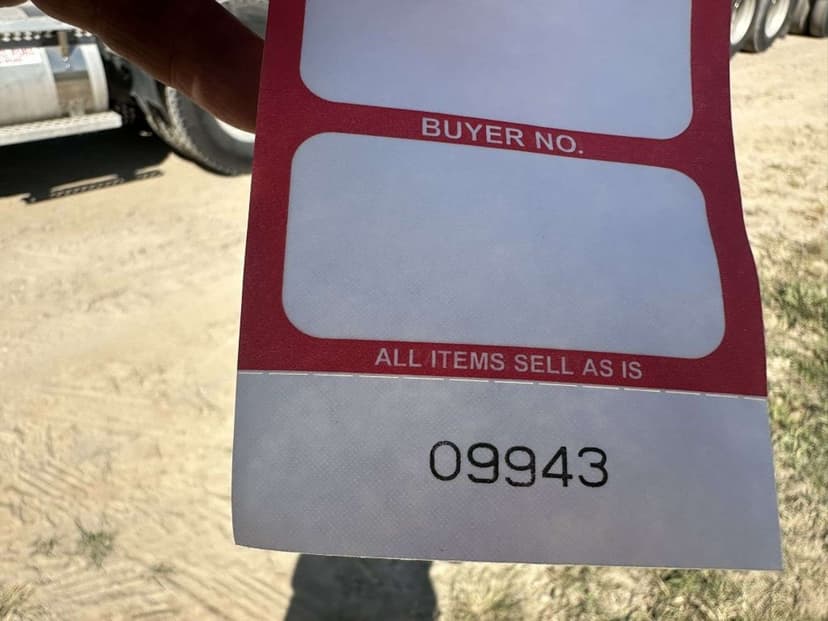 BUYER NO.
ALL ITEMS SELL AS IS
09943